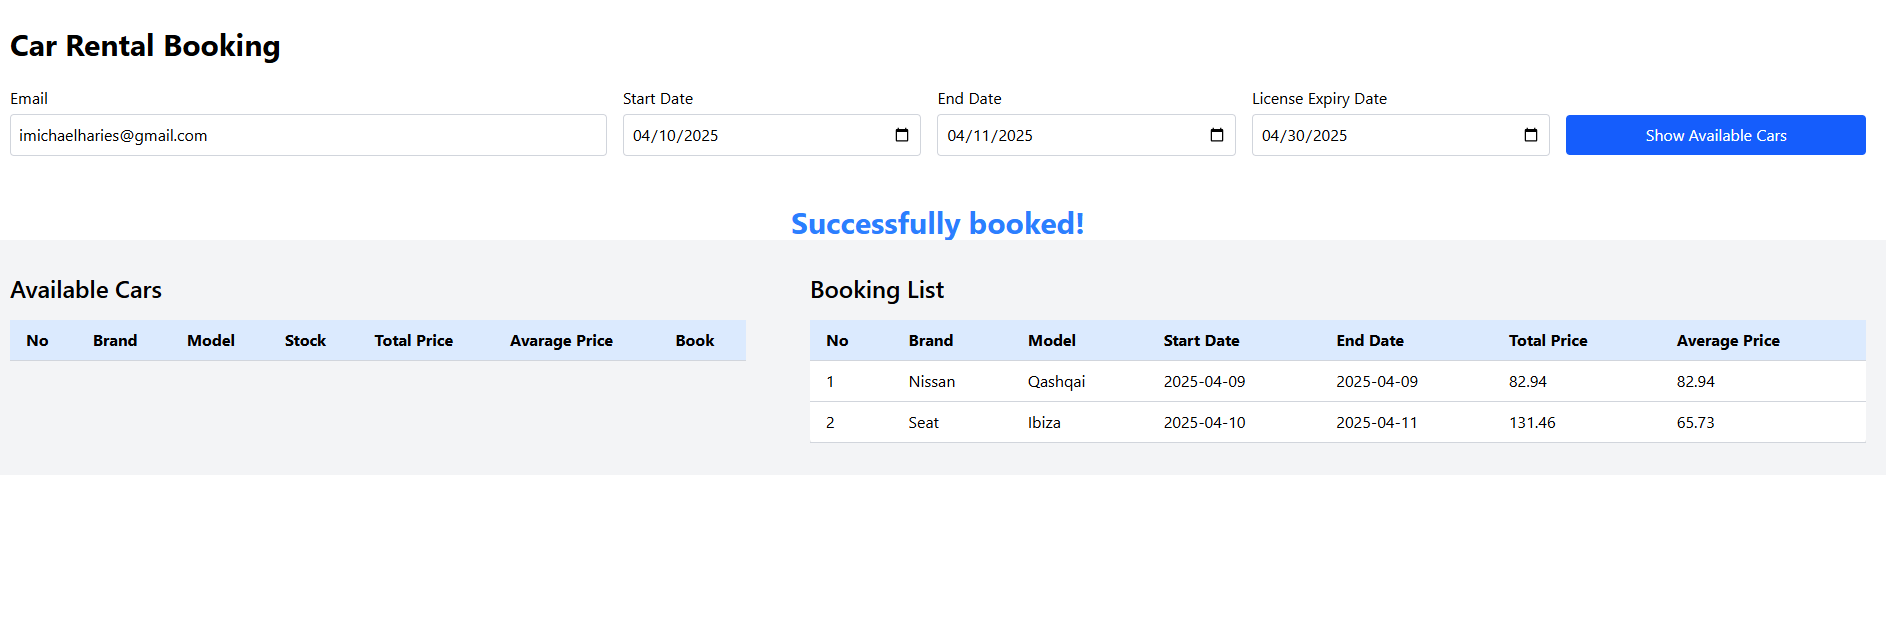 Car Rental Booking
Email Start Date End Date License Expiry Date
imichaelharies@gmail.com 04/10/2025 04/11/2025 04/30/2025 Show Available Cars
Successfully booked!
Available Cars
No Brand Model Stock Total Price Avarage Price Book
Booking List
No Brand Model Start Date End Date Total Price Average Price
1 Nissan Qashqai 2025-04-09 2025-04-09 82.94 82.94
2 Seat Ibiza 2025-04-10 2025-04-11 131.46 65.73